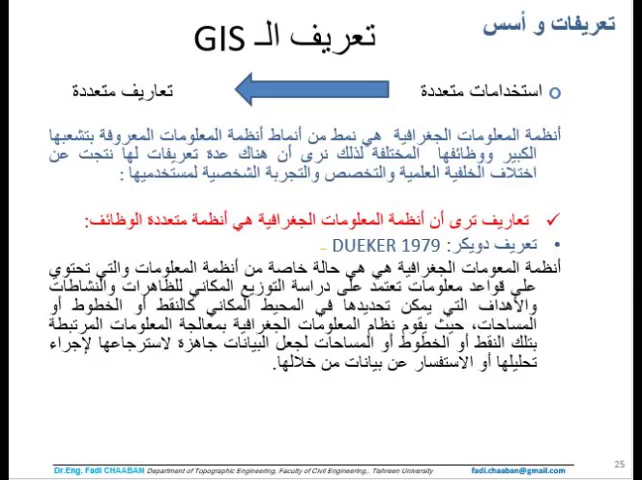 تعريفات و أسس
تعريف الـ GIS
استخدامات متعددة
تعاريف متعددة
أنظمة المعلومات الجغرافية هي نمط من أنماط أنظمة المعلومات المعروفة بتشعبها
الكبير ووظائفها المختلفة لذلك نرى أن هناك عدة تعريفات لها نتجت عن
اختلاف الخلفية العلمية والتخصص والتجربة الشخصية لمستخدميها :
✓ تعاريف ترى أن أنظمة المعلومات الجغرافية هي أنظمة متعددة الوظائف:
• تعريف دويكر: DUEKER 1979 –
أنظمة المعومات الجغرافية هي هي حالة خاصة من أنظمة المعلومات والتي تحتوي
على قواعد معلومات تعتمد على دراسة التوزيع المكاني للظاهرات والنشاطات
والأهداف التي يمكن تحديدها في المحيط المكاني كالنقط أو الخطوط أو
المساحات، حيث يقوم نظام المعلومات الجغرافية بمعالجة المعلومات المرتبطة
بتلك النقط أو الخطوط أو المساحات لجعل البيانات جاهزة لاسترجاعها لإجراء
تحليلها أو الاستفسار عن بيانات من خلالها.
25
Dr.Eng. Fadi CHAABAN Department of Topographic Engineering, Faculty of Civil Engineering,. Tishreen University fadi.chaaban@gmail.com